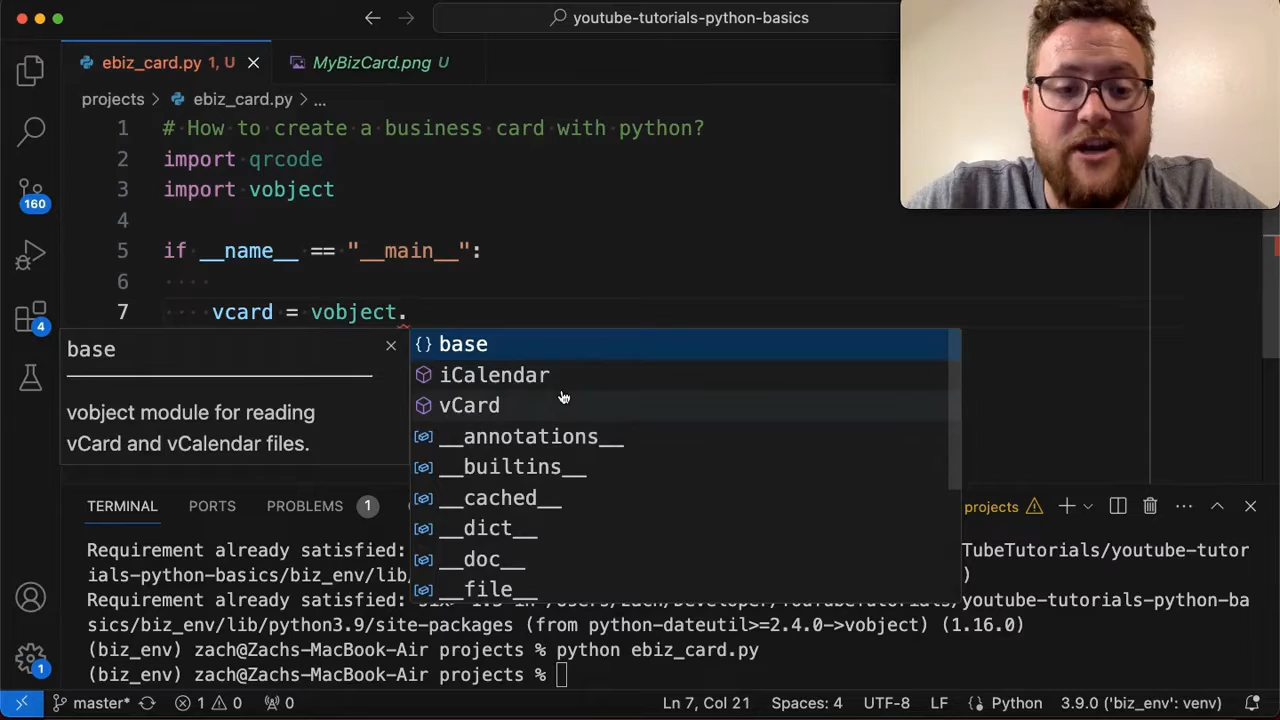 youtube-tutorials-python-basics
ebiz_card.py 1, U
MyBizCard.png U
projects > ebiz_card.py > ...
1 # How to create a business card with python?
2 import qrcode
3 import vobject
4
5 if __name__ == "__main__":
6
7 vcard = vobject.
base
vobject module for reading
vCard and vCalendar files.
base
iCalendar
vCard
__annotations__
__builtins__
__cached__
__dict__
__doc__
__file__
160
4
1
TERMINAL PORTS PROBLEMS 1 projects
Requirement already satisfied: TubeTutorials/youtube-tutor
ials-python-basics/biz_env/lib/ )
Requirement already satisfied: /youtube-tutorials-python-ba
sics/biz_env/lib/python3.9/site-packages (from python-dateutil>=2.4.0->vobject) (1.16.0)
(biz_env) zach@Zachs-MacBook-Air projects % python ebiz_card.py
(biz_env) zach@Zachs-MacBook-Air projects %
master* 1 0 0 Ln 7, Col 21 Spaces: 4 UTF-8 LF Python 3.9.0 ('biz_env': venv)